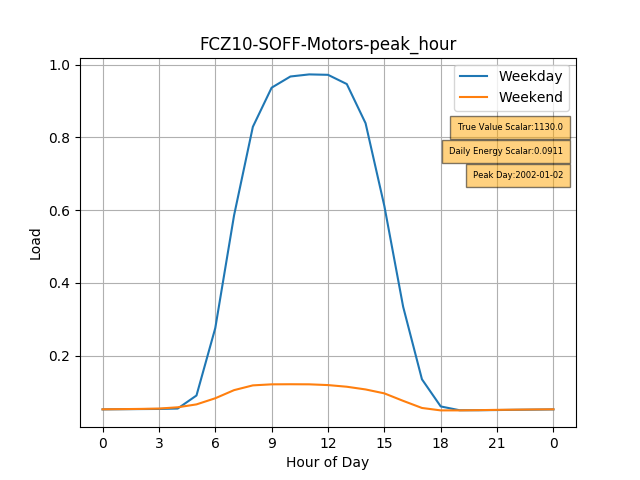 FCZ10-SOFF-Motors-peak_hour
1.0
0.8
0.6
0.4
0.2
Load
Weekday
Weekend
True Value Scalar:1130.0
Daily Energy Scalar:0.0911
Peak Day:2002-01-02
0 3 6 9 12 15 18 21 0
Hour of Day